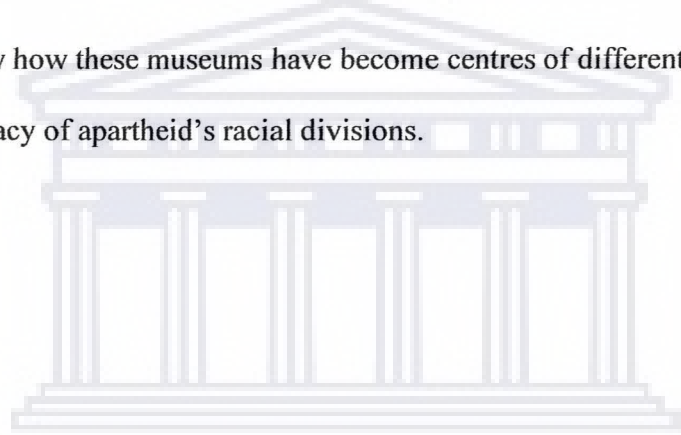 how these museums have become centres of different
acy of apartheid's racial divisions.